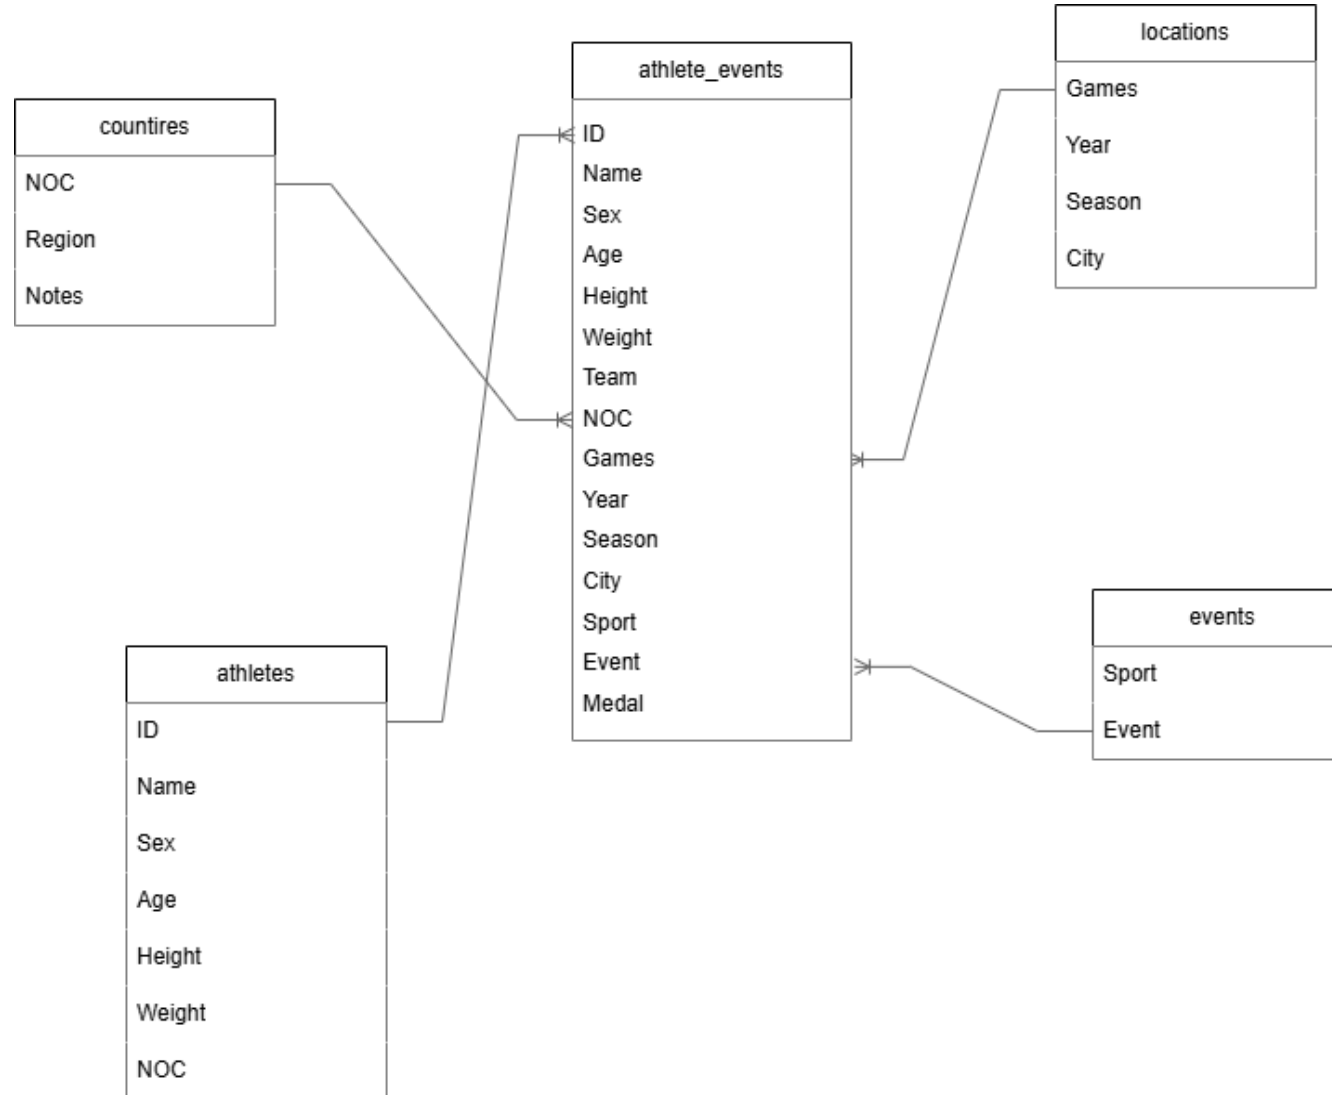 countires
NOC
Region
Notes
athlete_events
ID
Name
Sex
Age
Height
Weight
Team
NOC
Games
Year
Season
City
Sport
Event
Medal
locations
Games
Year
Season
City
events
Sport
Event
athletes
ID
Name
Sex
Age
Height
Weight
NOC